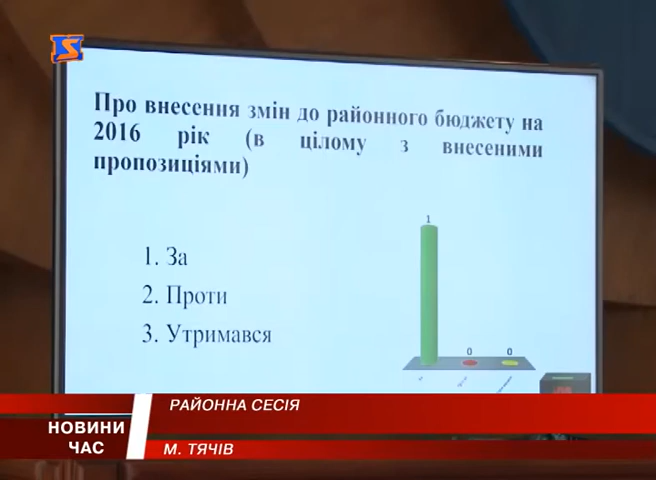 Про внесення змін до районного бюджету на
2016 рік (в цілому з внесеними
пропозиціями)
1. За
2. Проти
3. Утримався
1
0 0
РАЙОННА СЕСІЯ
НОВИНИ
ЧАС
М. ТЯЧІВ